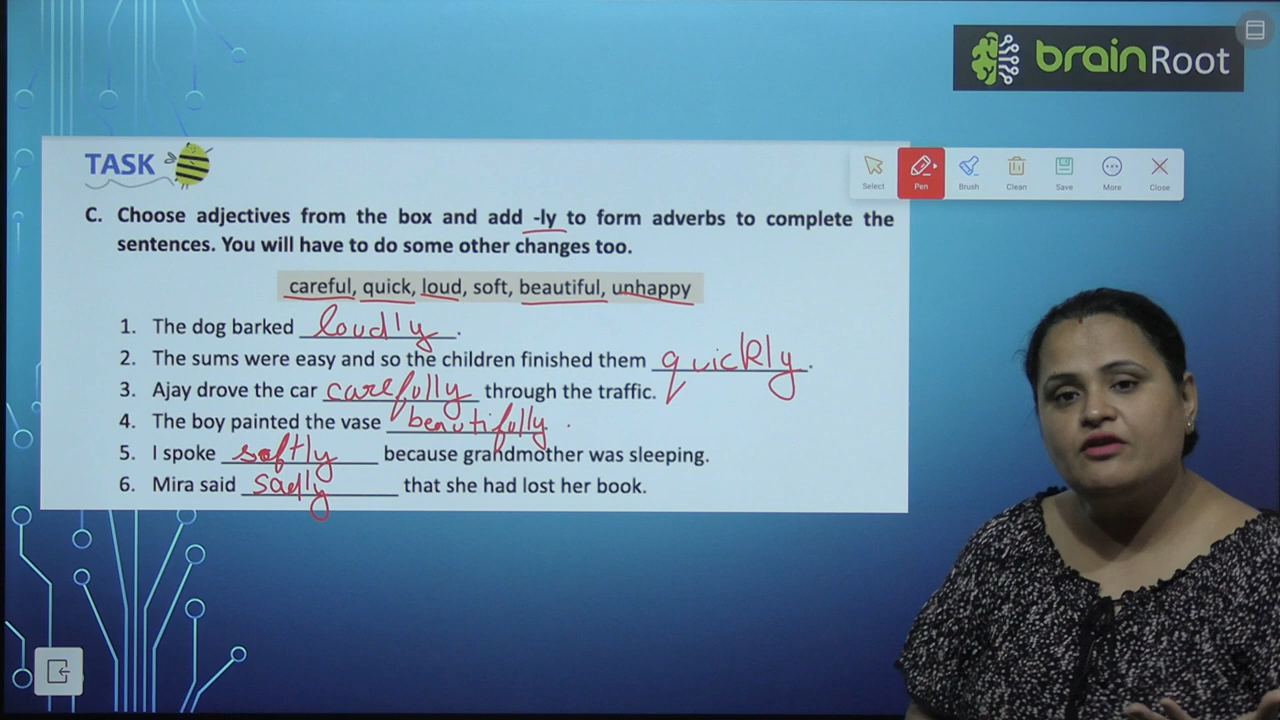 brainRoot
TASK
Select Pen Brush Clean Save More Close
C. Choose adjectives from the box and add -ly to form adverbs to complete the
sentences. You will have to do some other changes too.
careful, quick, loud, soft, beautiful, unhappy
1. The dog barked loudly.
2. The sums were easy and so the children finished them quickly.
3. Ajay drove the car carefully through the traffic.
4. The boy painted the vase beautifully.
5. I spoke softly because grandmother was sleeping.
6. Mira said sadly that she had lost her book.